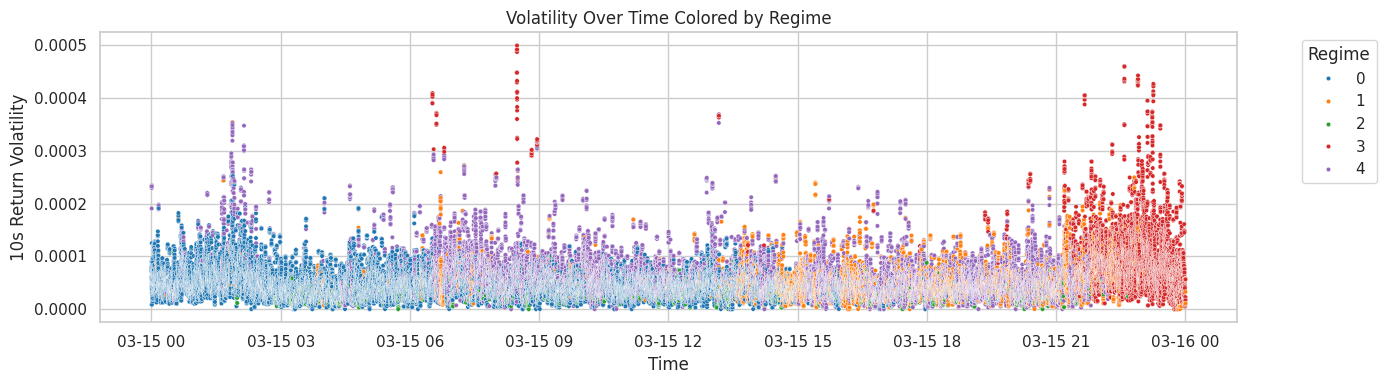 Volatility Over Time Colored by Regime
10s Return Volatility
0.0005
0.0004
0.0003
0.0002
0.0001
0.0000
03-15 00 03-15 03 03-15 06 03-15 09 03-15 12 03-15 15 03-15 18 03-15 21 03-16 00
Time
Regime
0
1
2
3
4